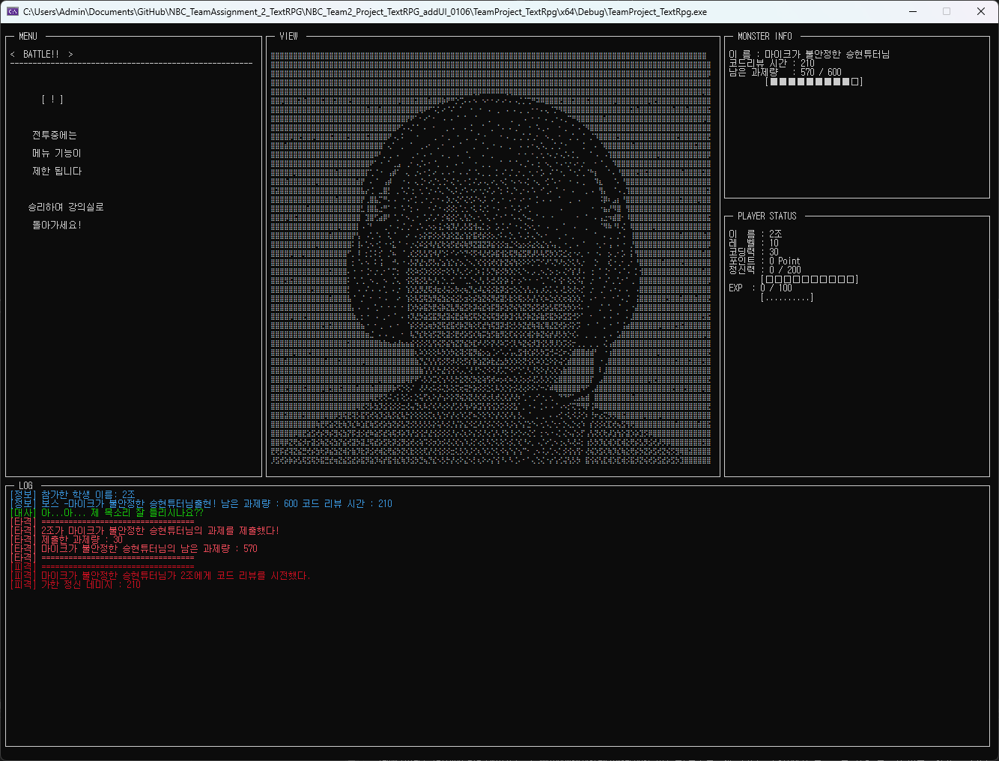 C:\Users\Admin\Documents\GitHub\NBC_TeamAssignment_2_TextRPG\NBC_Team2_Project_TextRPG_addUI_0106\TeamProject_TextRpg\x64\Debug\TeamProject_TextRpg.exe
MENU
< BATTLE!! >
[ ! ]
전투중에는
메뉴 기능이
제한 됩니다
승리하며 강의실로
돌아가세요!
VIEW
MONSTER INFO
이 름 : 마이크가 불안정한 승현튜터님
코드리뷰 시간 : 210
남은 과제량 : 570 / 600
[■■■■■■■■■□]
PLAYER STATUS
이 름 : 2조
레 벨 : 10
코딩력 : 30
포인트 : 0 Point
정신력 : 0 / 200
[□□□□□□□□□□]
EXP : 0 / 100
[..........]
LOG
[정보] 참가한 학생 이름: 2조
[정보] 보스 -마이크가 불안정한 승현튜터님출현! 남은 과제량 : 600 코드 리뷰 시간 : 210
[대사] 아...아... 제 목소리 잘 들리시나요??
[타격] ==================================
[타격] 2조가 마이크가 불안정한 승현튜터님의 과제를 제출했다!
[타격] 제출한 과제량 : 30
[타격] 마이크가 불안정한 승현튜터님의 남은 과제량 : 570
[타격] ==================================
[피격] ==================================
[피격] 마이크가 불안정한 승현튜터님가 2조에게 코드 리뷰를 시전했다.
[피격] 가한 정신 데미지 : 210